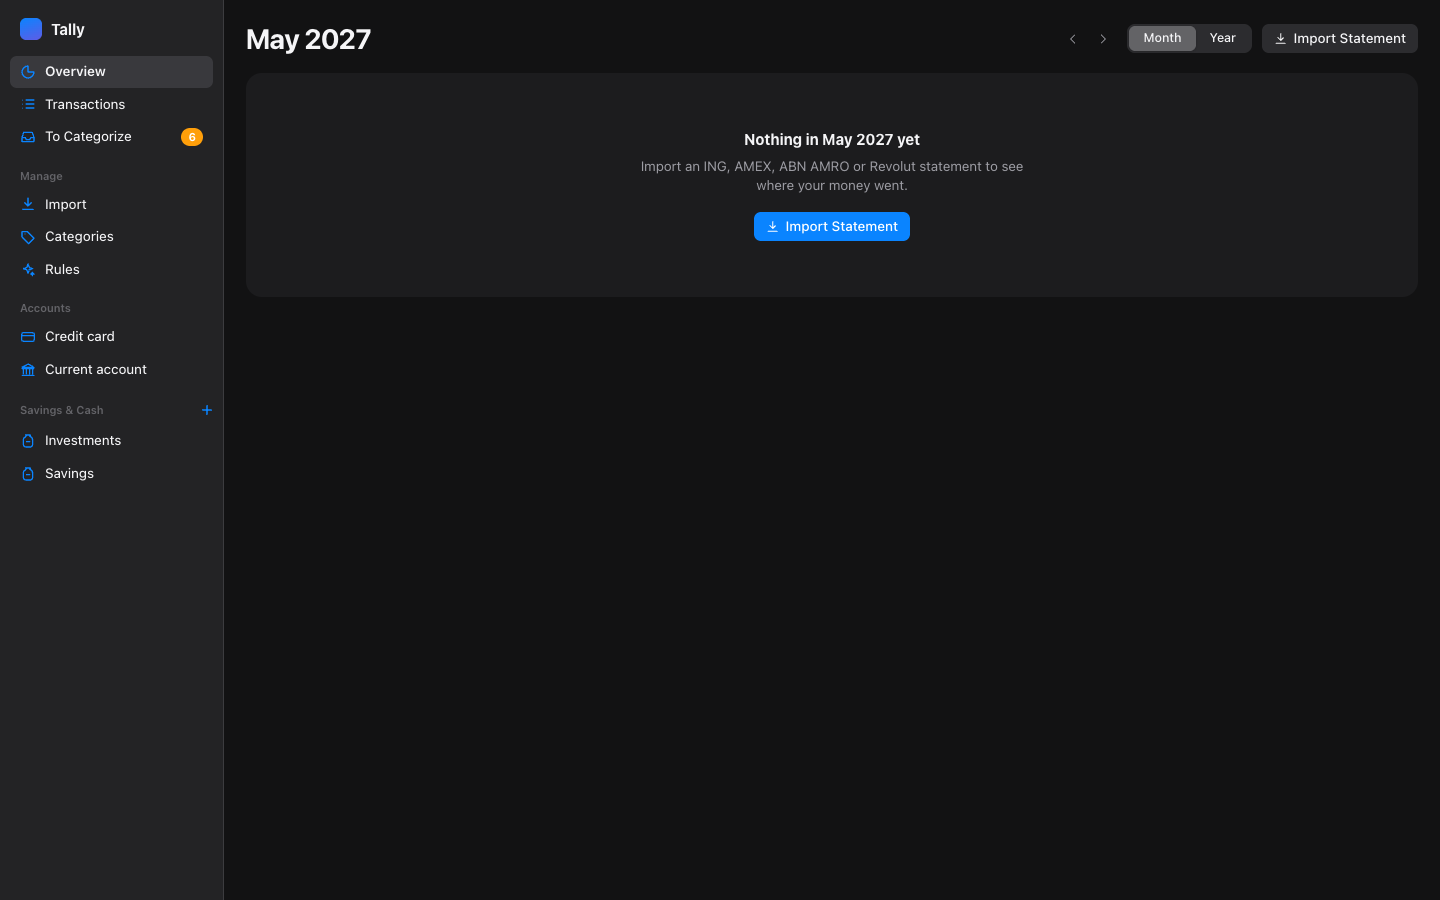 Tally
Overview
Transactions
To Categorize 6
Manage
Import
Categories
Rules
Accounts
Credit card
Current account
Savings & Cash +
Investments
Savings
May 2027
Month Year Import Statement
Nothing in May 2027 yet
Import an ING, AMEX, ABN AMRO or Revolut statement to see
where your money went.
Import Statement